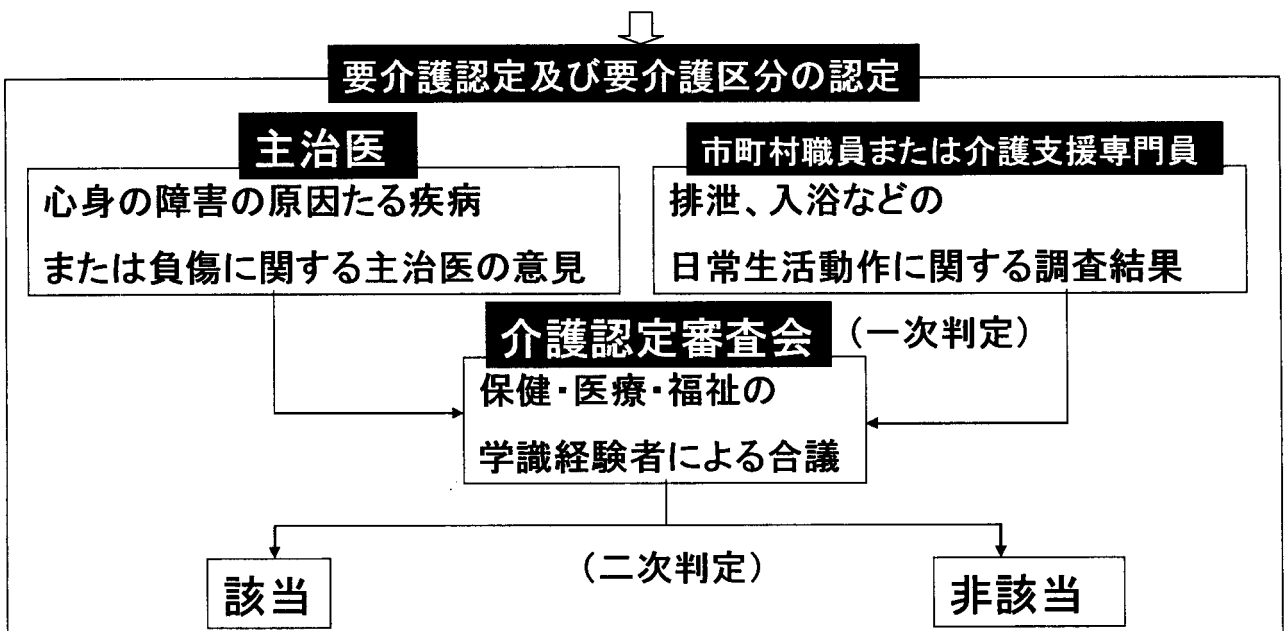 要介護認定及び要介護区分の認定
主治医
心身の障害の原因たる疾病
または負傷に関する主治医の意見
市町村職員または介護支援専門員
排泄、入浴などの
日常生活動作に関する調査結果
(一次判定)
介護認定審査会
保健・医療・福祉の
学識経験者による合議
(二次判定)
該当
非該当